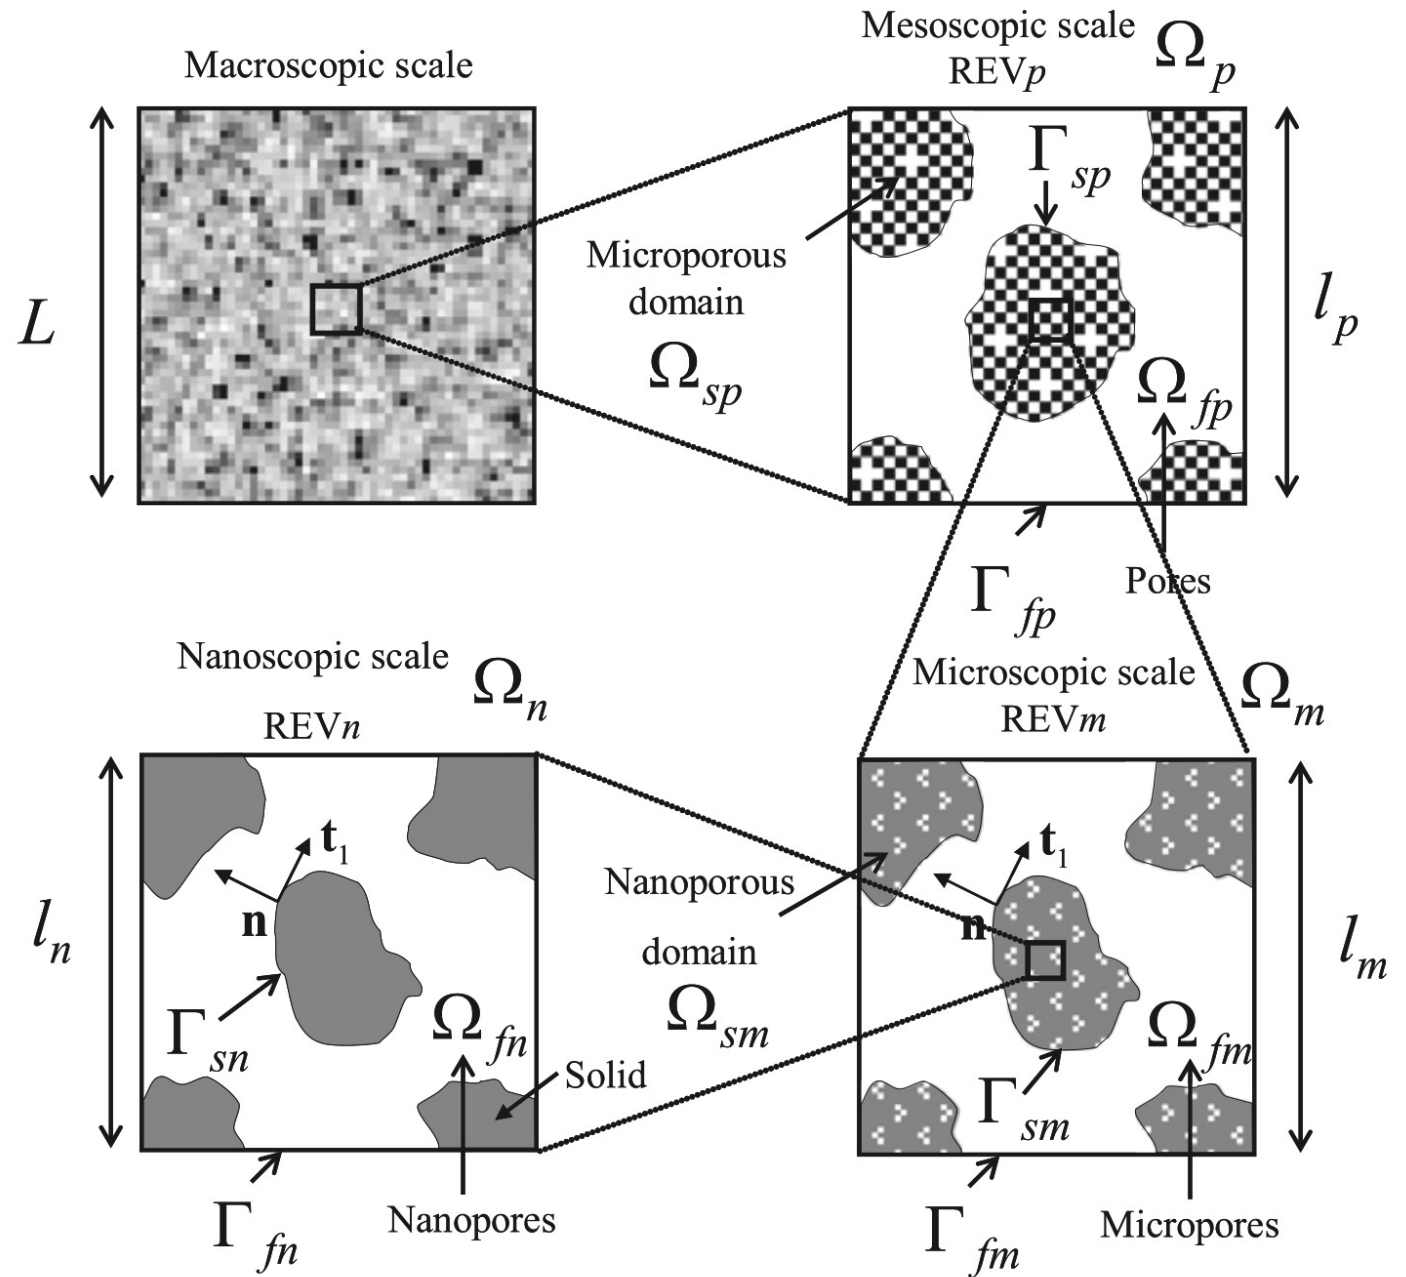 Macroscopic scale
L
Mesoscopic scale
REVp
Ωp
Γsp
Microporous
domain
Ωsp
lp
Ωfp
Pores
Γfp
Nanoscopic scale
REVn
Ωn
ln
t1
n
Γsn
Ωfn
Solid
Γfn
Nanopores
Microscopic scale
REVm
Ωm
Nanoporous
domain
Ωsm
t1
n
lm
Ωfm
Γsm
Γfm
Micropores